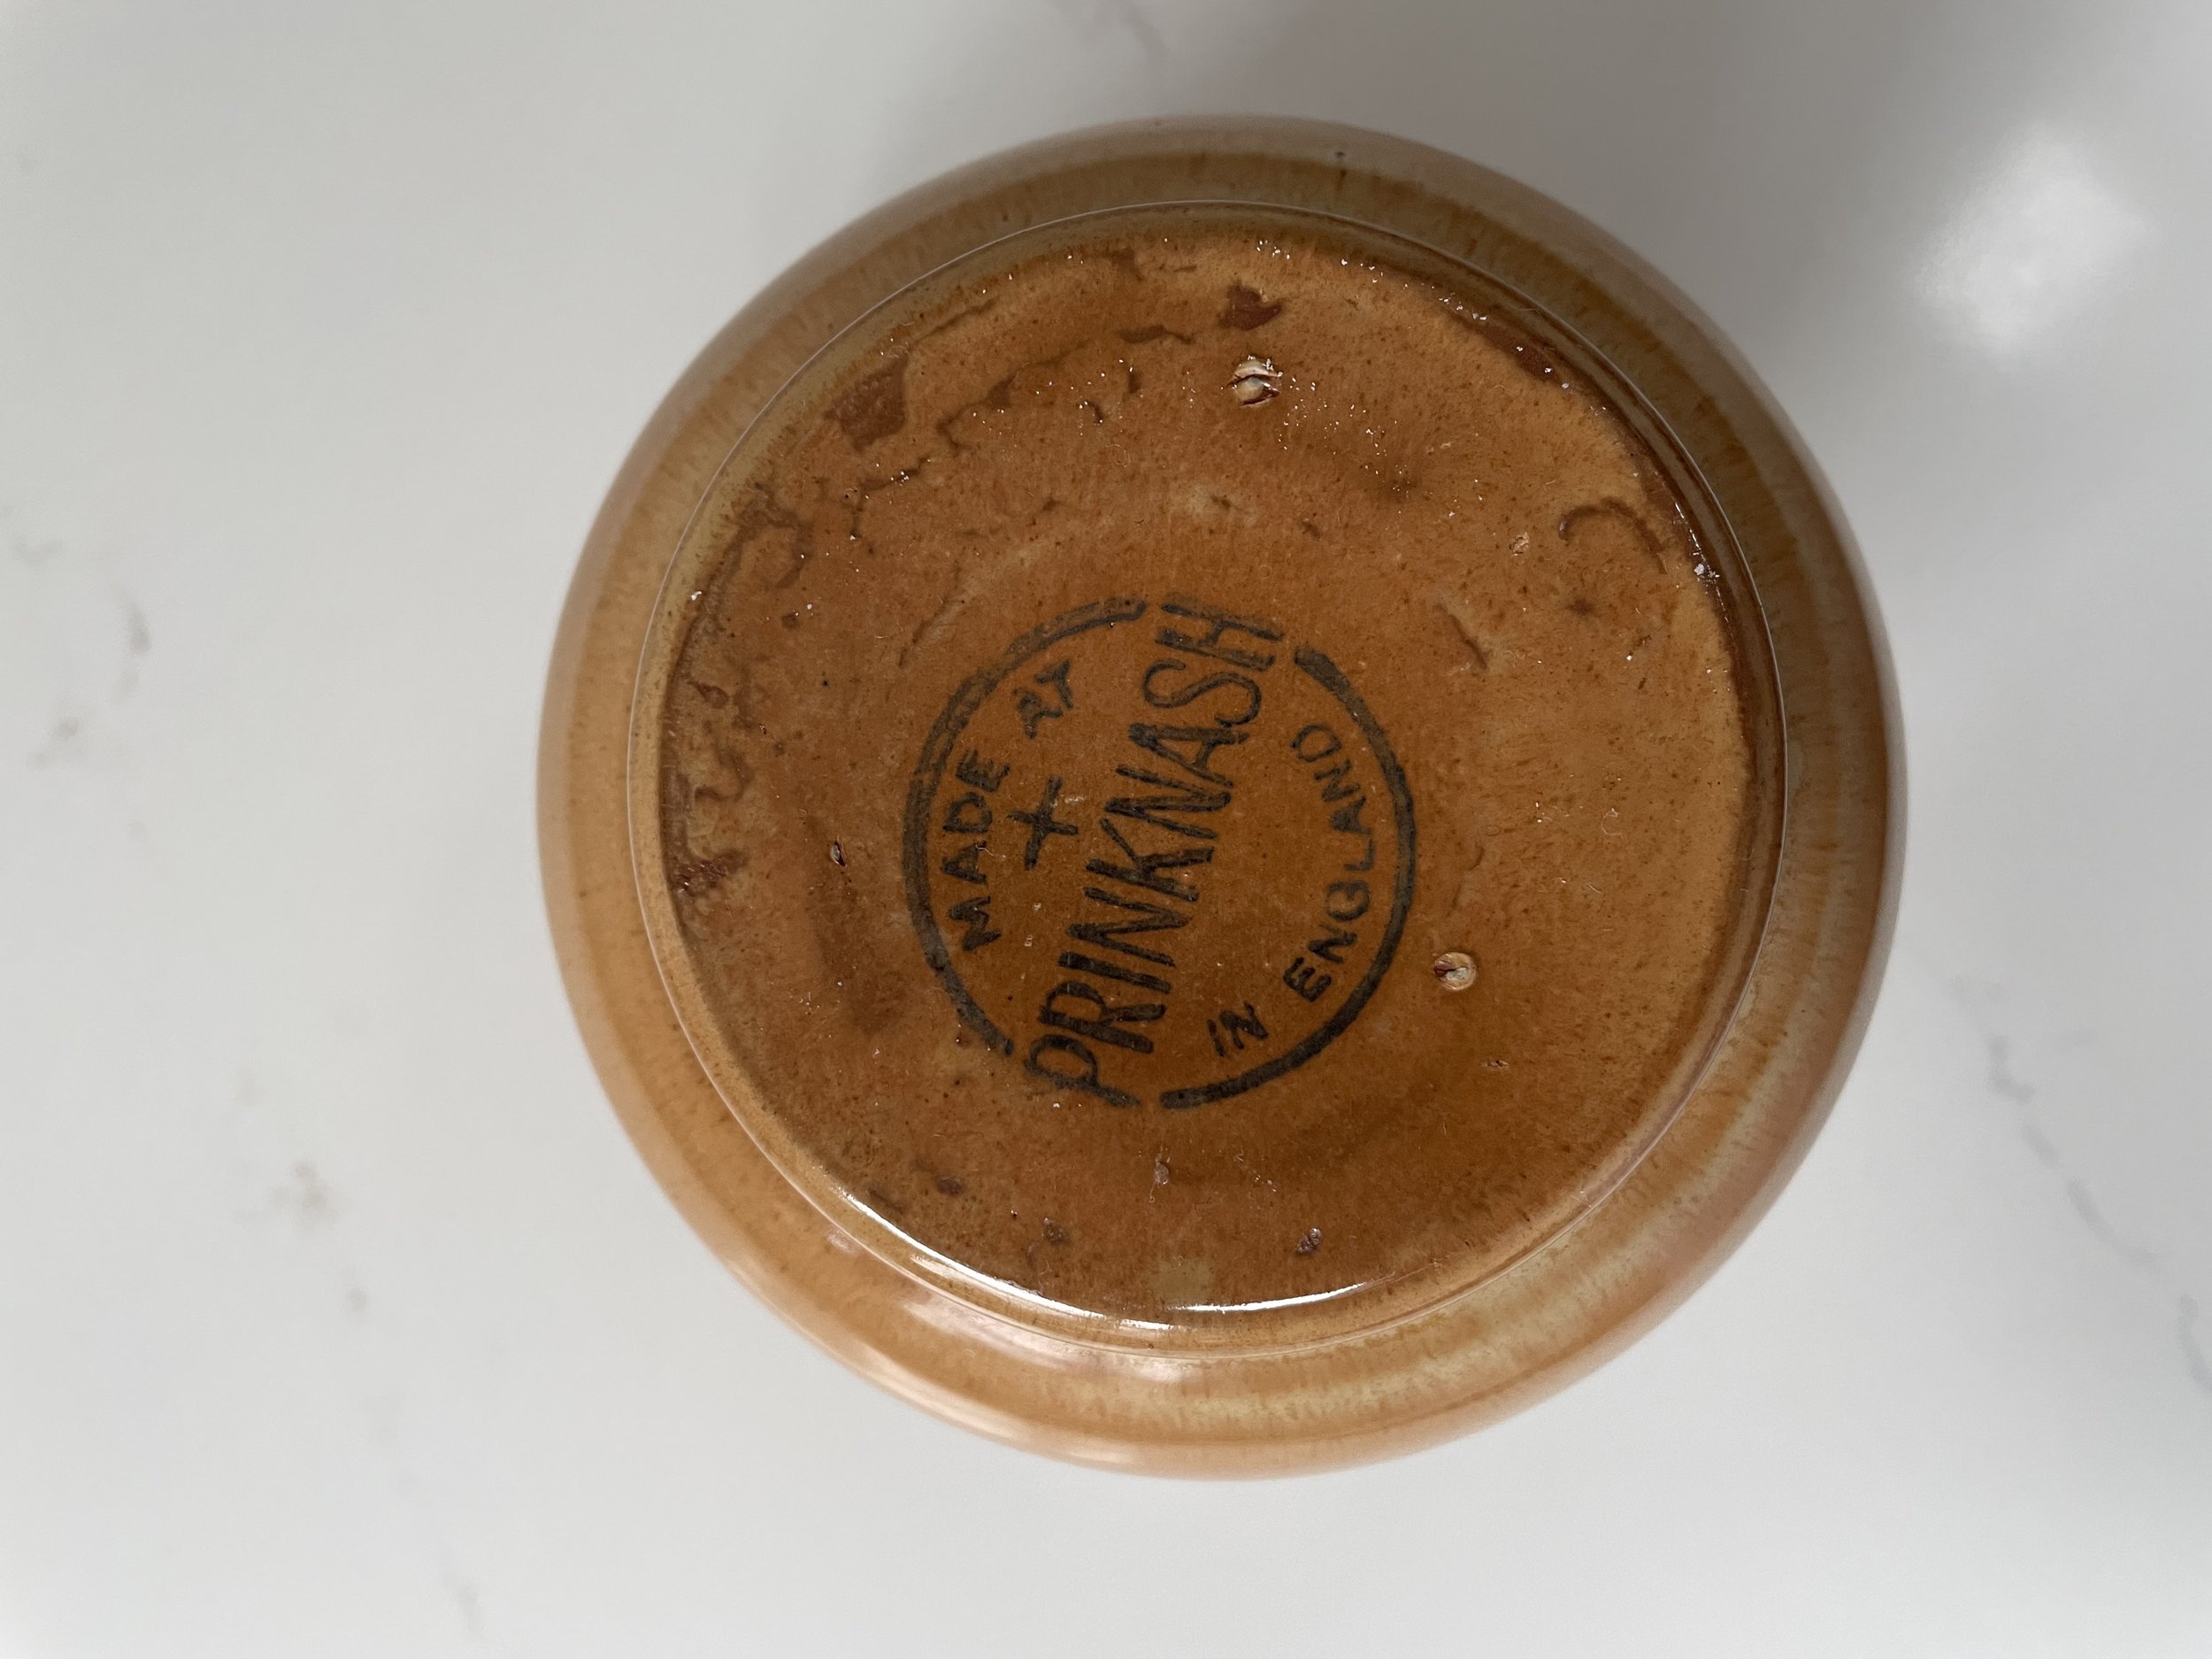 MADE AT
+
PRINKNASH
IN ENGLAND